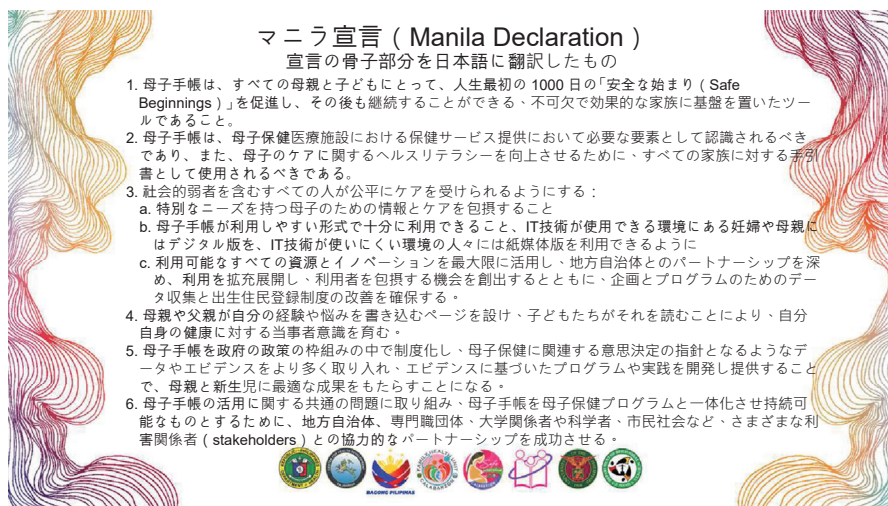 マニラ宣言（Manila Declaration）
宣言の骨子部分を日本語に翻訳したもの
1. 母子手帳は、すべての母親と子どもにとって、人生最初の 1000 日の「安全な始まり（Safe
Beginnings）」を促進し、その後も継続することができる、不可欠で効果的な家族に基盤を置いたツー
ルであること。
2. 母子手帳は、母子保健医療施設における保健サービス提供において必要な要素として認識されるべき
であり、また、母子のケアに関するヘルスリテラシーを向上させるために、すべての家族に対する手引
書として使用されるべきである。
3. 社会的弱者を含むすべての人が公平にケアを受けられるようにする：
a. 特別なニーズを持つ母子のための情報とケアを包摂すること
b. 母子手帳が利用しやすい形式で十分に利用できること、IT技術が使用できる環境にある妊婦や母親に
はデジタル版を、IT技術が使いにくい環境の人々には紙媒体版を利用できるように
c. 利用可能なすべての資源とイノベーションを最大限に活用し、地方自治体とのパートナーシップを深
め、利用を拡充展開し、利用者を包摂する機会を創出するとともに、企画とプログラムのためのデー
タ収集と出生住民登録制度の改善を確保する。
4. 母親や父親が自分の経験や悩みを書き込むページを設け、子どもたちがそれを読むことにより、自分
自身の健康に対する当事者意識を育む。
5. 母子手帳を政府の政策の枠組みの中で制度化し、母子保健に関連する意思決定の指針となるようなデ
ータやエビデンスをより多く取り入れ、エビデンスに基づいたプログラムや実践を開発し提供すること
で、母親と新生児に最適な成果をもたらすことになる。
6. 母子手帳の活用に関する共通の問題に取り組み、母子手帳を母子保健プログラムと一体化させ持続可
能なものとするために、地方自治体、専門職団体、大学関係者や科学者、市民社会など、さまざまな利
害関係者（stakeholders）との協力的なパートナーシップを成功させる。
BAGONG PILIPINAS